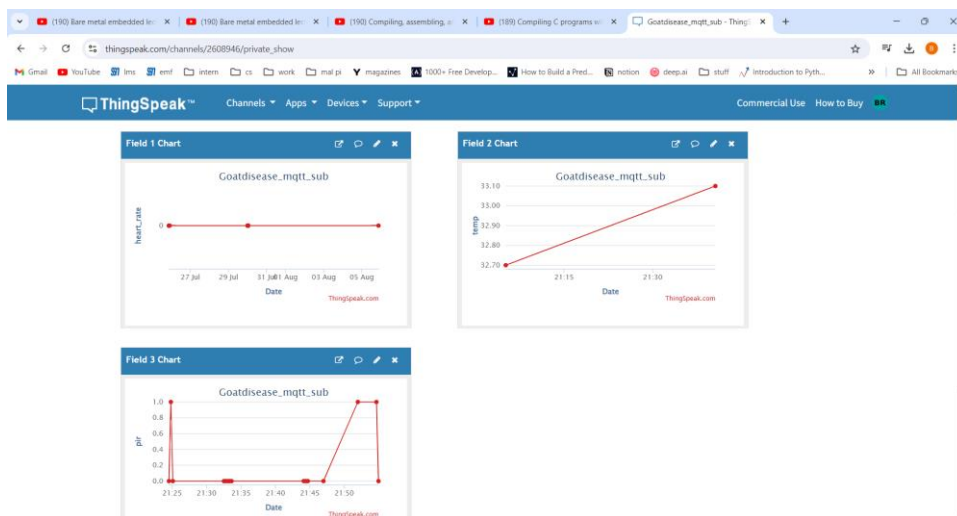 (190) Bare metal embedded lec
(190) Bare metal embedded lec
(190) Compiling, assembling, a
(189) Compiling C programs wi
Goatdisease_mqtt_sub - Thing
thingspeak.com/channels/2608946/private_show
Gmail YouTube lms emf intern cs work mat pi magazines 1000+ Free Develop... How to Build a Pred... notion deep.ai stuff Introduction to Pyth... » All Bookmark
ThingSpeak™ Channels Apps Devices Support Commercial Use How to Buy BR
Field 1 Chart
Goatdisease_mqtt_sub
heart_rate
0
27 Jul 29 Jul 31 Jul 01 Aug 03 Aug 05 Aug
Date
ThingSpeak.com
Field 2 Chart
Goatdisease_mqtt_sub
temp
33.10
33.00
32.90
32.80
32.70
21:15 21:30
Date
ThingSpeak.com
Field 3 Chart
Goatdisease_mqtt_sub
pir
1.0
0.8
0.6
0.4
0.2
0.0
21:25 21:30 21:35 21:40 21:45 21:50
Date
ThingSpeak.com